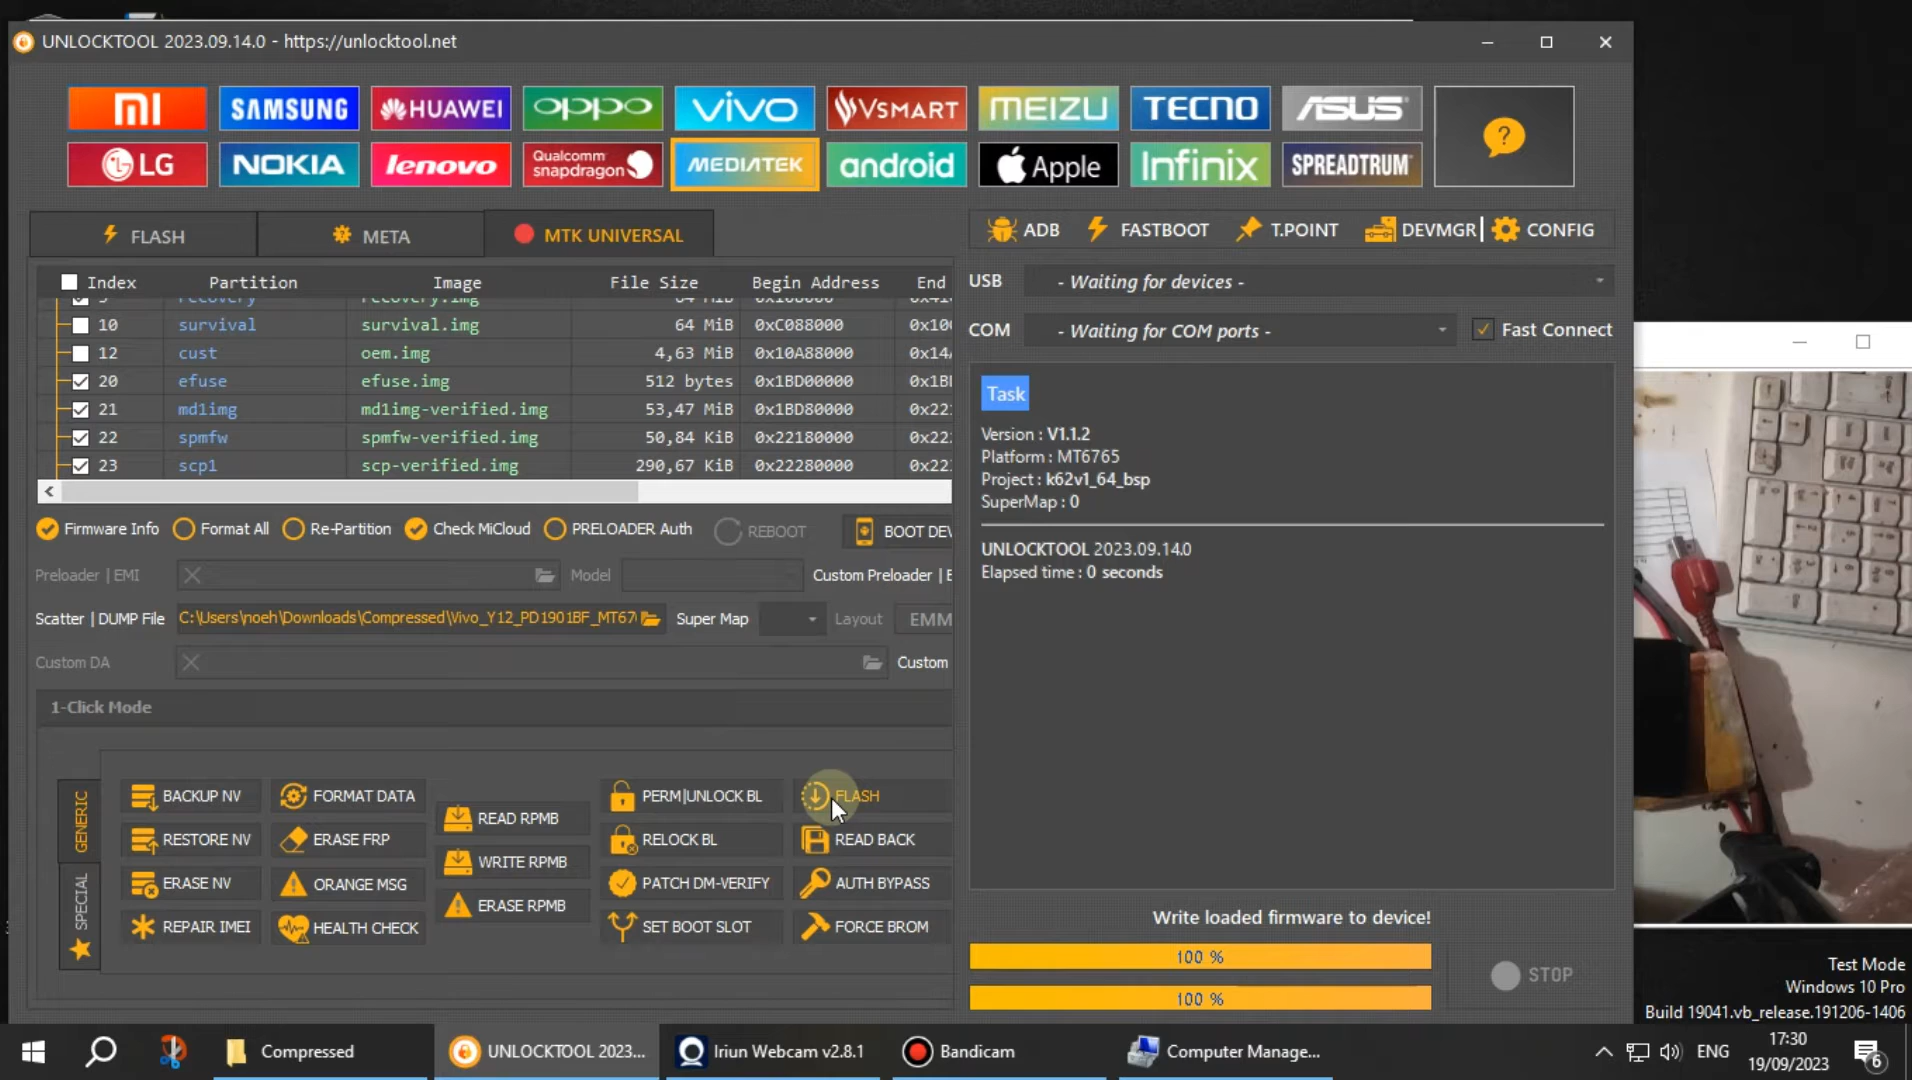 UNLOCKTOOL 2023.09.14.0 - https://unlocktool.net
mi SAMSUNG HUAWEI oppo vivo VSMART MEIZU TECNO ASUS ?
LG NOKIA lenovo Qualcomm snapdragon MEDIATEK android Apple Infinix SPREADTRUM
FLASH META MTK UNIVERSAL
ADB FASTBOOT T.POINT DEVMGR CONFIG
Index Partition Image File Size Begin Address End
recovery recovery.img
10 survival survival.img 64 MiB 0xC088000
12 cust oem.img 4,63 MiB 0x10A88000
20 efuse efuse.img 512 bytes 0x1BD00000
21 md1img md1img-verified.img 53,47 MiB 0x1BD80000
22 spmfw spmfw-verified.img 50,84 KiB 0x22180000
23 scp1 scp-verified.img 290,67 KiB 0x22280000
USB - Waiting for devices -
COM - Waiting for COM ports - Fast Connect
Firmware Info Format All Re-Partition Check MiCloud PRELOADER Auth REBOOT BOOT DEV
Preloader | EMI Model Custom Preloader | E
Scatter | DUMP File C:\Users\noeh\Downloads\Compressed\Vivo_Y12_PD1901BF_MT67 Super Map Layout EMM
Custom DA Custom
1-Click Mode
GENERIC
SPECIAL
BACKUP NV FORMAT DATA READ RPMB PERM|UNLOCK BL FLASH
RESTORE NV ERASE FRP WRITE RPMB RELOCK BL READ BACK
ERASE NV ORANGE MSG ERASE RPMB PATCH DM-VERIFY AUTH BYPASS
REPAIR IMEI HEALTH CHECK SET BOOT SLOT FORCE BROM
Task
Version : V1.1.2
Platform : MT6765
Project : k62v1_64_bsp
SuperMap : 0
UNLOCKTOOL 2023.09.14.0
Elapsed time : 0 seconds
Write loaded firmware to device!
100 %
100 %
STOP
Test Mode
Windows 10 Pro
Build 19041.vb_release.191206-1406
Compressed UNLOCKTOOL 2023... Iriun Webcam v2.8.1 Bandicam Computer Manage... ENG 17:30
19/09/2023 6